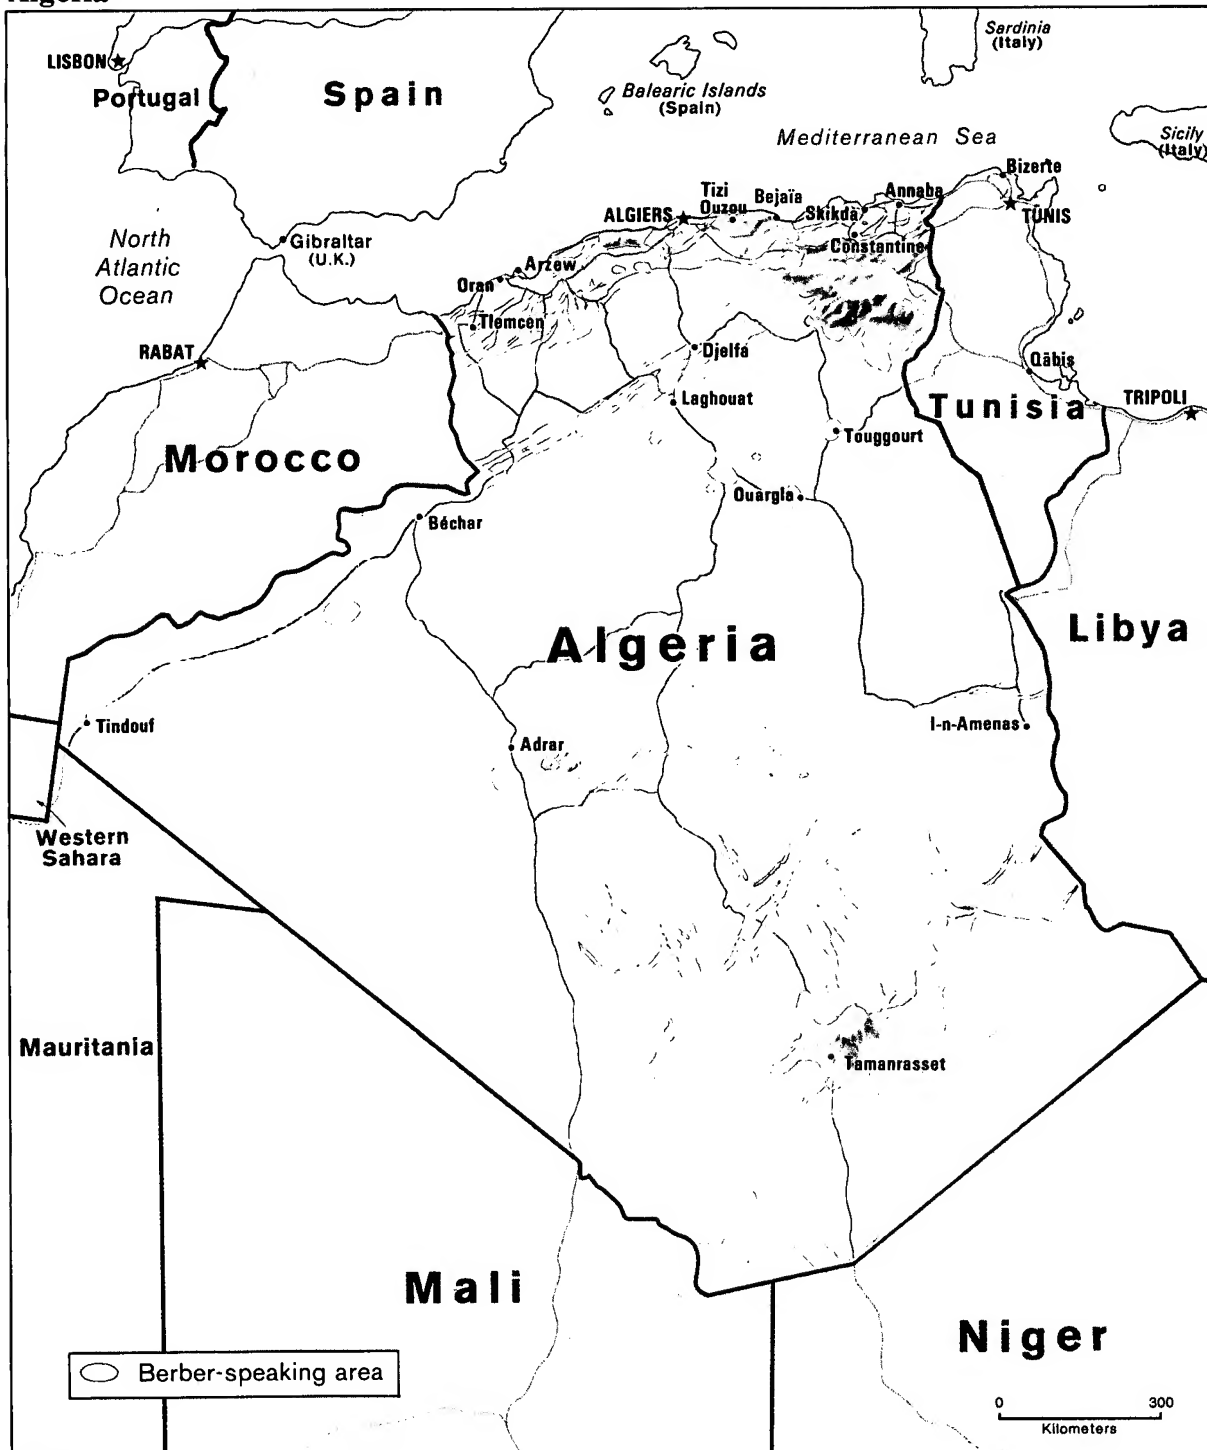 Algeria
Sardinia
(Italy)
LISBON
Portugal
Spain
Balearic Islands
(Spain)
Mediterranean Sea
Sicily
(Italy)
Bizerte
Tizi
Ouzou
Bejaïa
Annaba
Skikda
ALGIERS
TUNIS
Constantine
North
Atlantic
Ocean
Gibraltar
(U.K.)
Arzew
Oran
Tlemcen
RABAT
Djelfa
Qābis
Laghouat
TRIPOLI
Tunisia
Morocco
Touggourt
Ouargla
Béchar
Algeria
Libya
Tindouf
I-n-Amenas
Adrar
Western
Sahara
Mauritania
Tamanrasset
Mali
Niger
Berber-speaking area
0 300
Kilometers